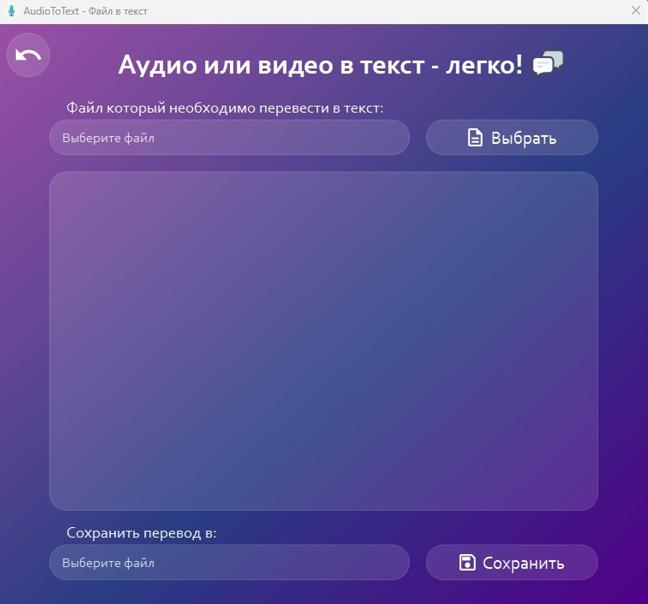 AudioToText - Файл в текст
Аудио или видео в текст - легко!
Файл который необходимо перевести в текст:
Выберите файл
Выбрать
Сохранить перевод в:
Выберите файл
Сохранить